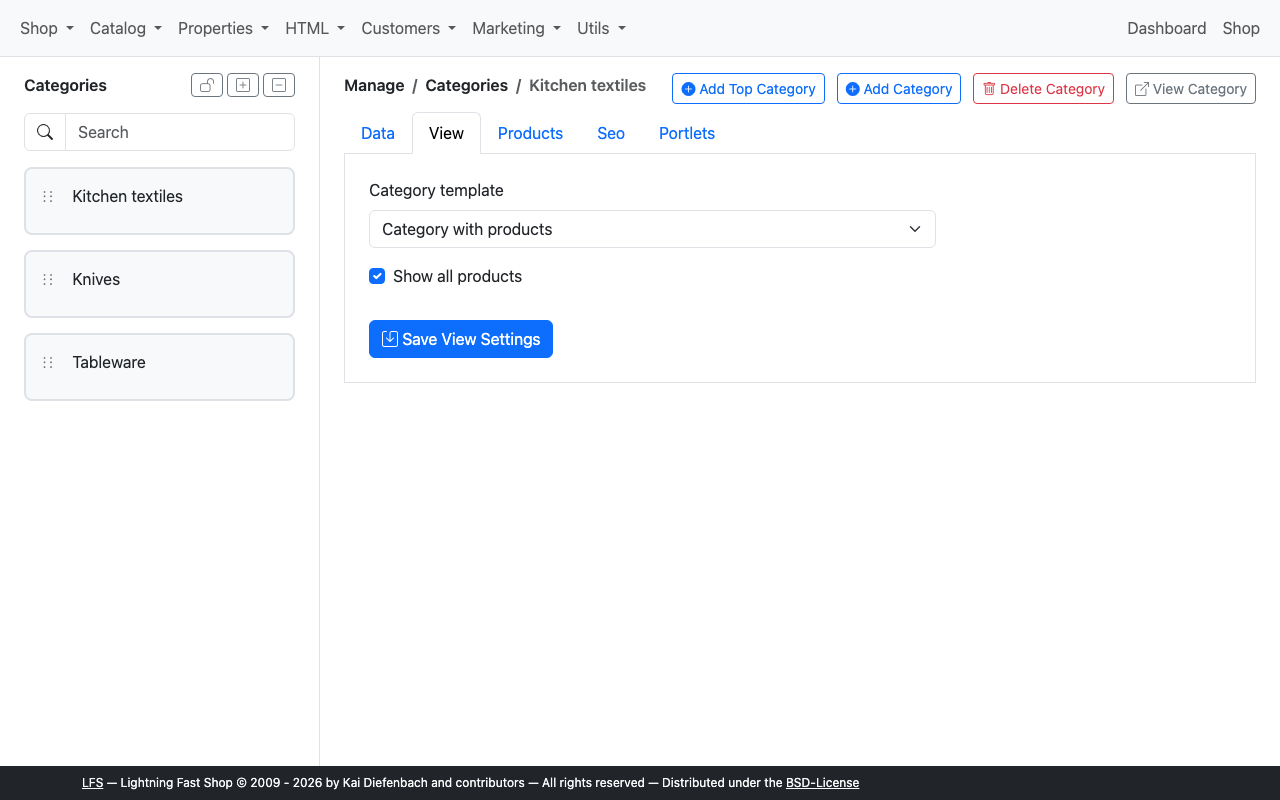 Shop Catalog Properties HTML Customers Marketing Utils Dashboard Shop
Categories
Search
Kitchen textiles
Knives
Tableware
Manage / Categories / Kitchen textiles Add Top Category Add Category Delete Category View Category
Data View Products Seo Portlets
Category template
Category with products
Show all products
Save View Settings
LFS — Lightning Fast Shop © 2009 - 2026 by Kai Diefenbach and contributors — All rights reserved — Distributed under the BSD-License